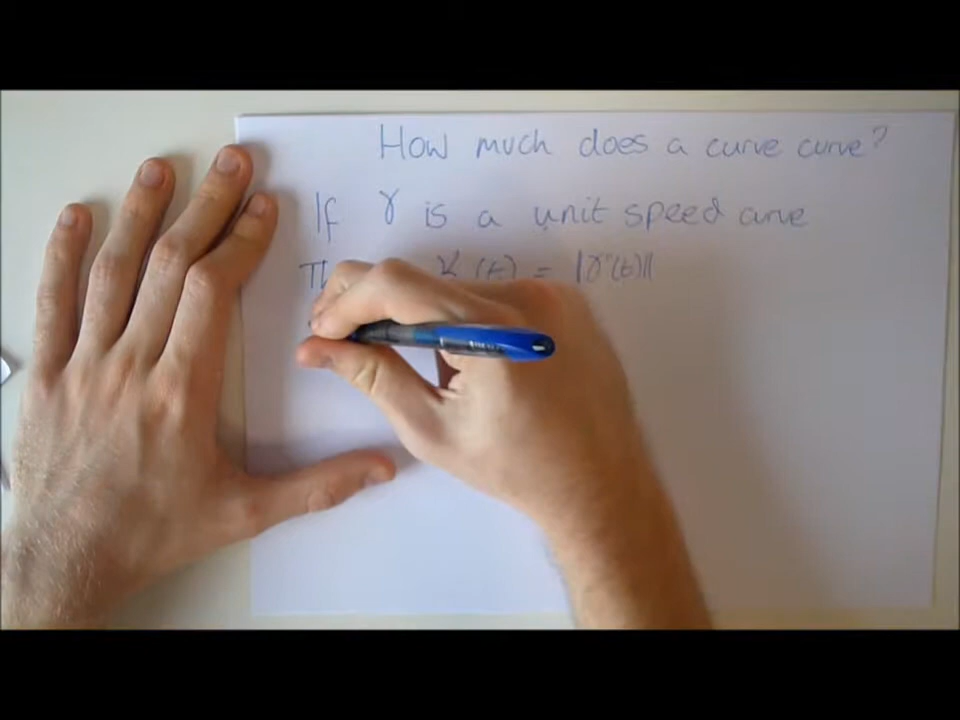 How much does a curve curve?
If γ is a unit speed curve
κ (t) = ‖γ''(t)‖